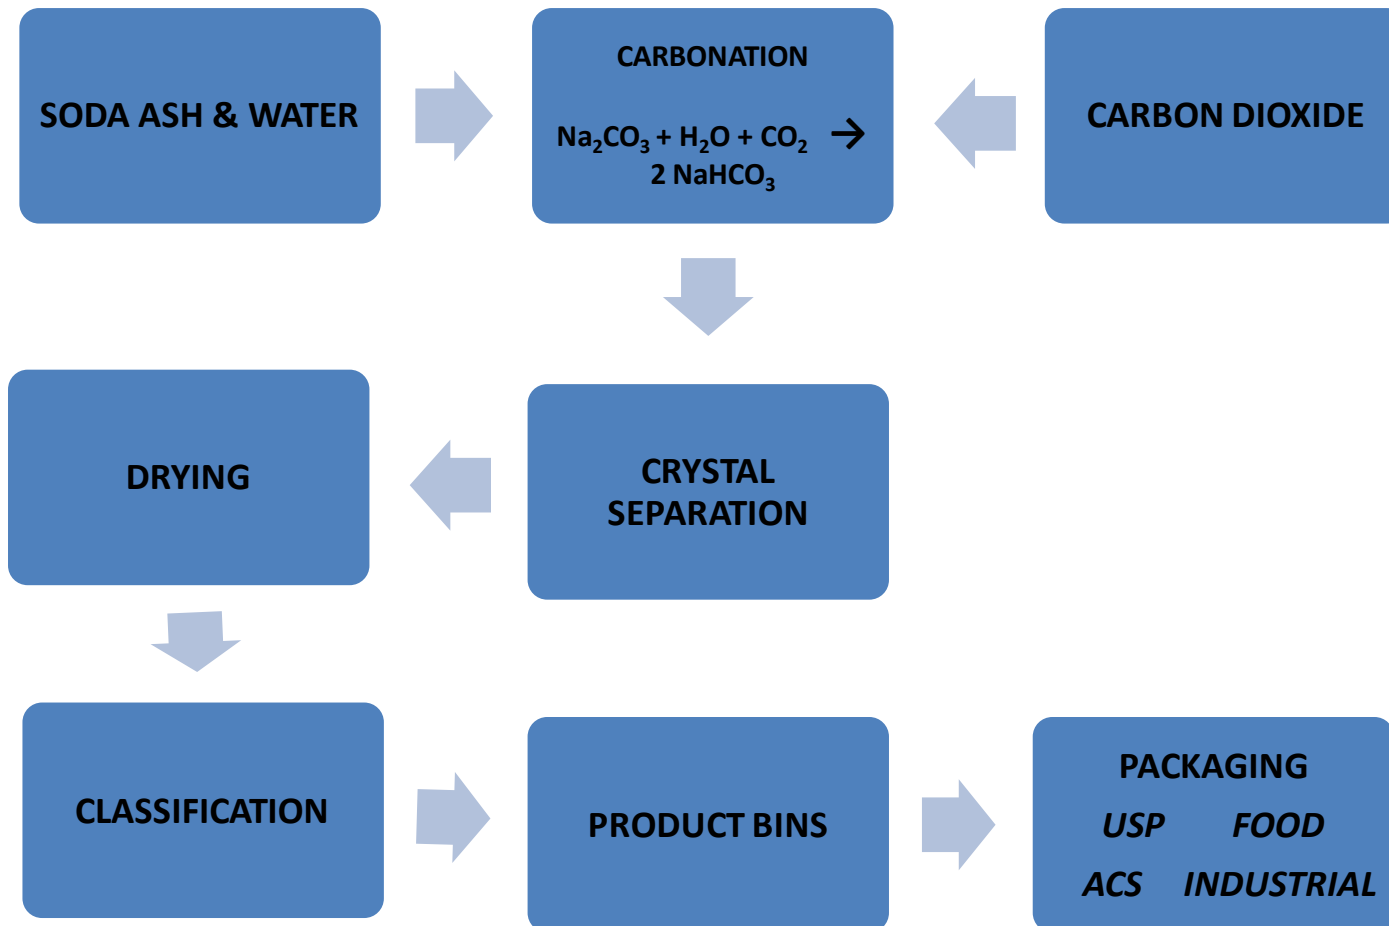 SODA ASH & WATER
CARBONATION
Na₂CO₃ + H₂O + CO₂ →
2 NaHCO₃
CARBON DIOXIDE
DRYING
CRYSTAL
SEPARATION
CLASSIFICATION
PRODUCT BINS
PACKAGING
USP FOOD
ACS INDUSTRIAL